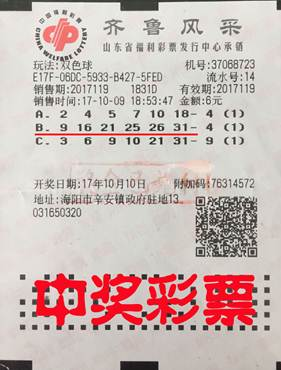 中国福利彩票
CHINA WELFARE LOTTERY
齐鲁风采
山东省福利彩票发行中心承销
玩法:双色球 机号:37068723
E17F-06DC-5933-B427-5FED 流水号:14
销售期:2017119 1831D 有效期:2017119
销售时:17-10-09 18:53:47 金额:6元
A. 2 4 5 7 10 18- 4 (1)
B. 9 16 21 25 26 31- 4 (1)
C. 3 6 9 10 21 31- 9 (1)
开奖日期:17年10月10日 附加码:76314572
地址:海阳市辛安镇政府驻地13
031650320
中奖彩票